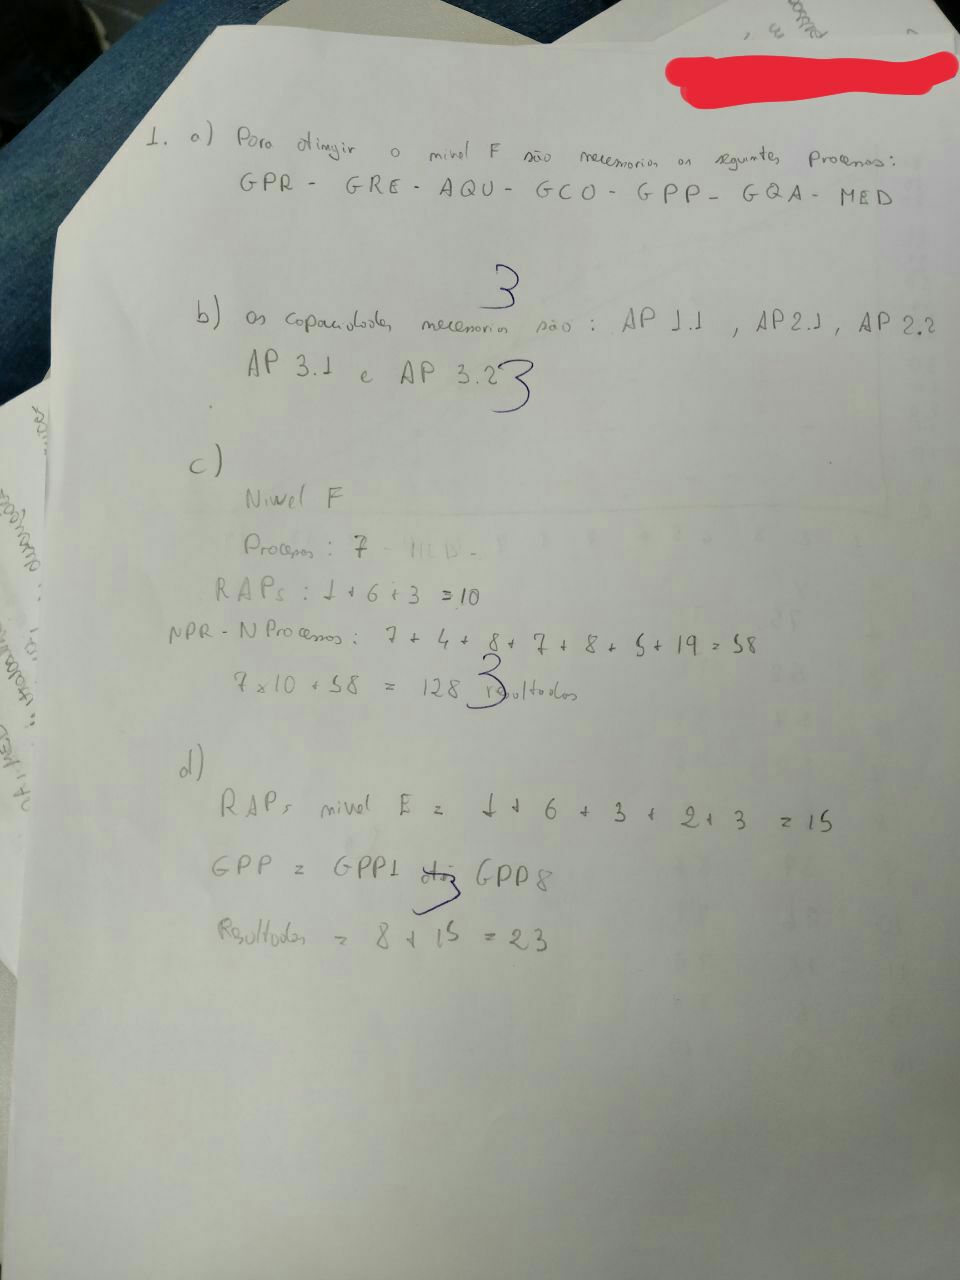 1. a) Para atingir o nivel F são necessarios os seguintes Processos:
GPR - GRE - AQU - GCO - GPP - GQA - MED
3
b) as capacidades necessarias são : AP 1.1 , AP 2.1, AP 2.2
AP 3.1 e AP 3.2 3
c)
Nivel F
Processos : 7 - MED -
RAPs : 1 + 6 + 3 = 10
NPR - N Processos : 7 + 4 + 8 + 7 + 8 + 5 + 19 = 58
7 x 10 + 58 = 128 resultados
3
d)
RAPs nivel E = 1 + 6 + 3 + 2 + 3 = 15
GPP = GPP1 até GPP8
3
Resultados = 8 + 15 = 23